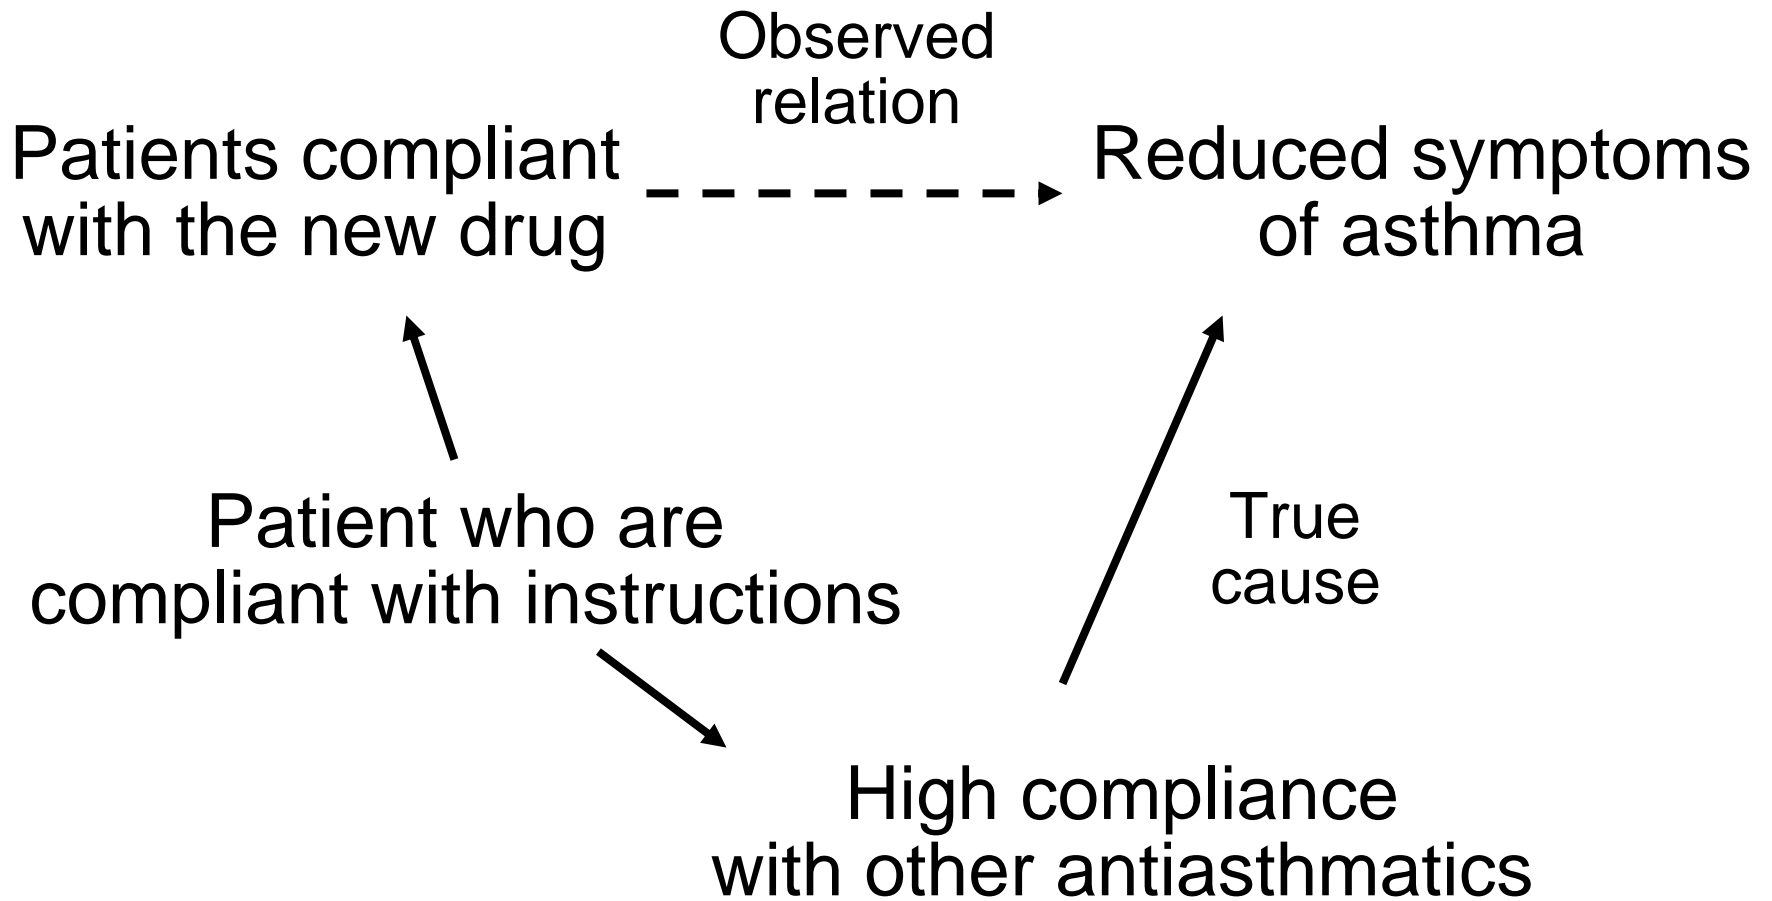 Observed
relation
Patients compliant
with the new drug
Reduced symptoms
of asthma
Patient who are
compliant with instructions
True
cause
High compliance
with other antiasthmatics